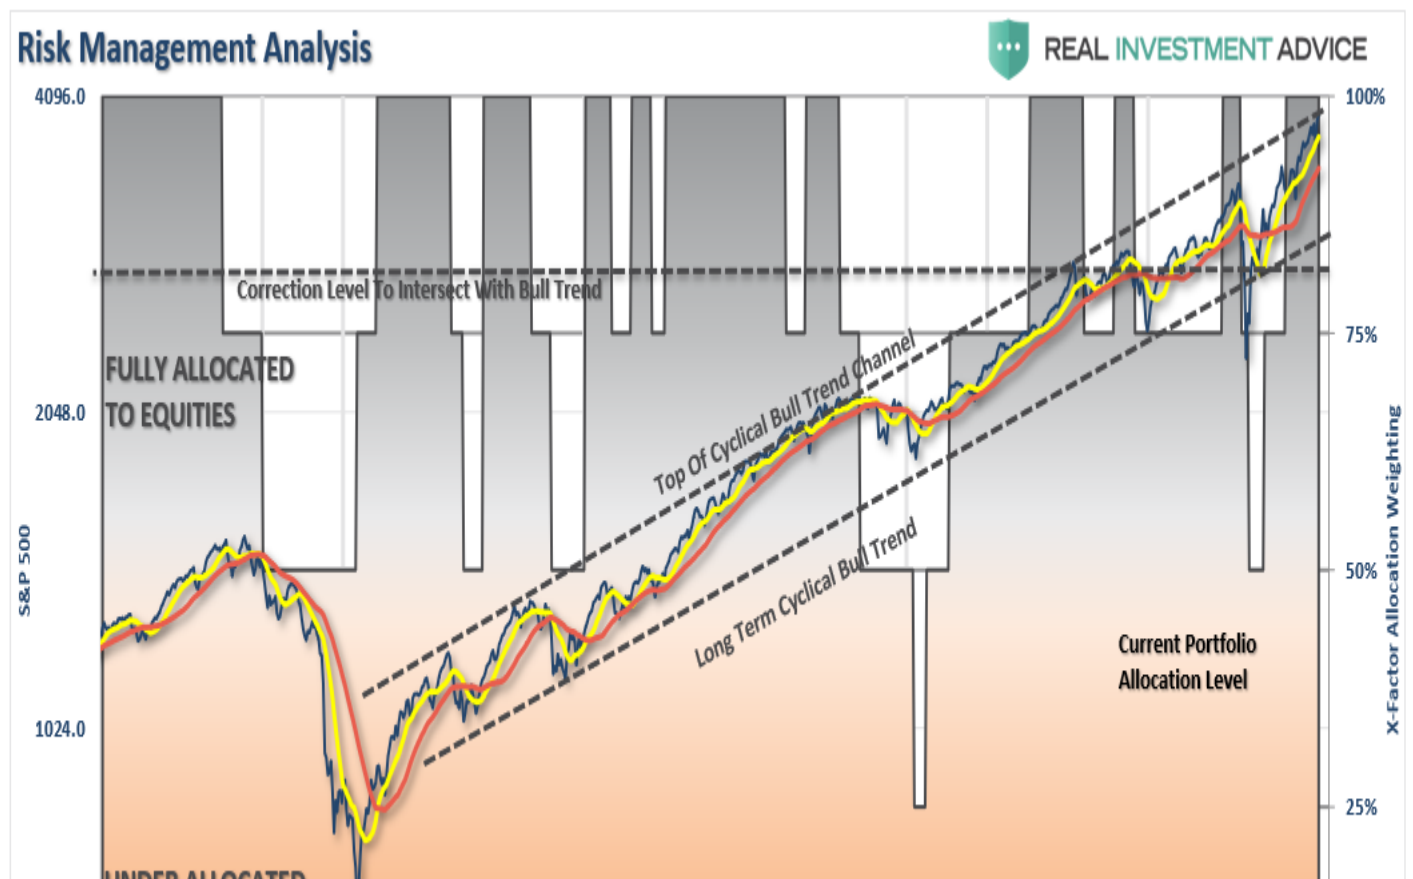 Risk Management Analysis
REAL INVESTMENT ADVICE
4096.0
100%
Correction Level To Intersect With Bull Trend
75%
FULLY ALLOCATED
TO EQUITIES
Top Of Cyclical Bull Trend Channel
2048.0
S&P 500
X-Factor Allocation Weighting
50%
Long Term Cyclical Bull Trend
Current Portfolio
Allocation Level
1024.0
25%
UNDER ALLOCATED